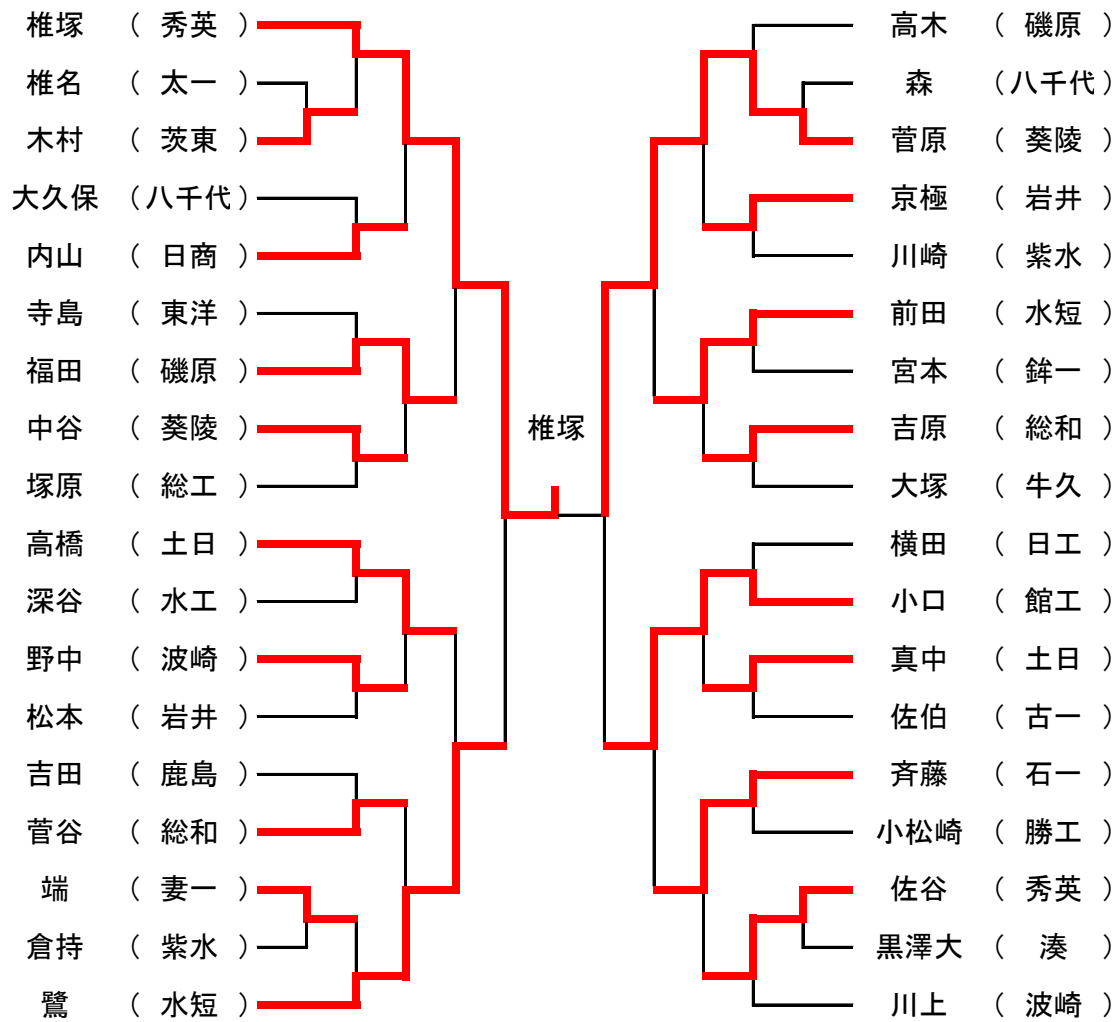 椎塚 ( 秀英 )
椎名 ( 太一 )
木村 ( 茨東 )
大久保 (八千代)
内山 ( 日商 )
寺島 ( 東洋 )
福田 ( 磯原 )
中谷 ( 葵陵 )
塚原 ( 総工 )
高橋 ( 土日 )
深谷 ( 水工 )
野中 ( 波崎 )
松本 ( 岩井 )
吉田 ( 鹿島 )
菅谷 ( 総和 )
端 ( 妻一 )
倉持 ( 紫水 )
鷺 ( 水短 )
椎塚
高木 ( 磯原 )
森 (八千代)
菅原 ( 葵陵 )
京極 ( 岩井 )
川崎 ( 紫水 )
前田 ( 水短 )
宮本 ( 鉾一 )
吉原 ( 総和 )
大塚 ( 牛久 )
横田 ( 日工 )
小口 ( 館工 )
真中 ( 土日 )
佐伯 ( 古一 )
斉藤 ( 石一 )
小松崎 ( 勝工 )
佐谷 ( 秀英 )
黒澤大 ( 湊 )
川上 ( 波崎 )